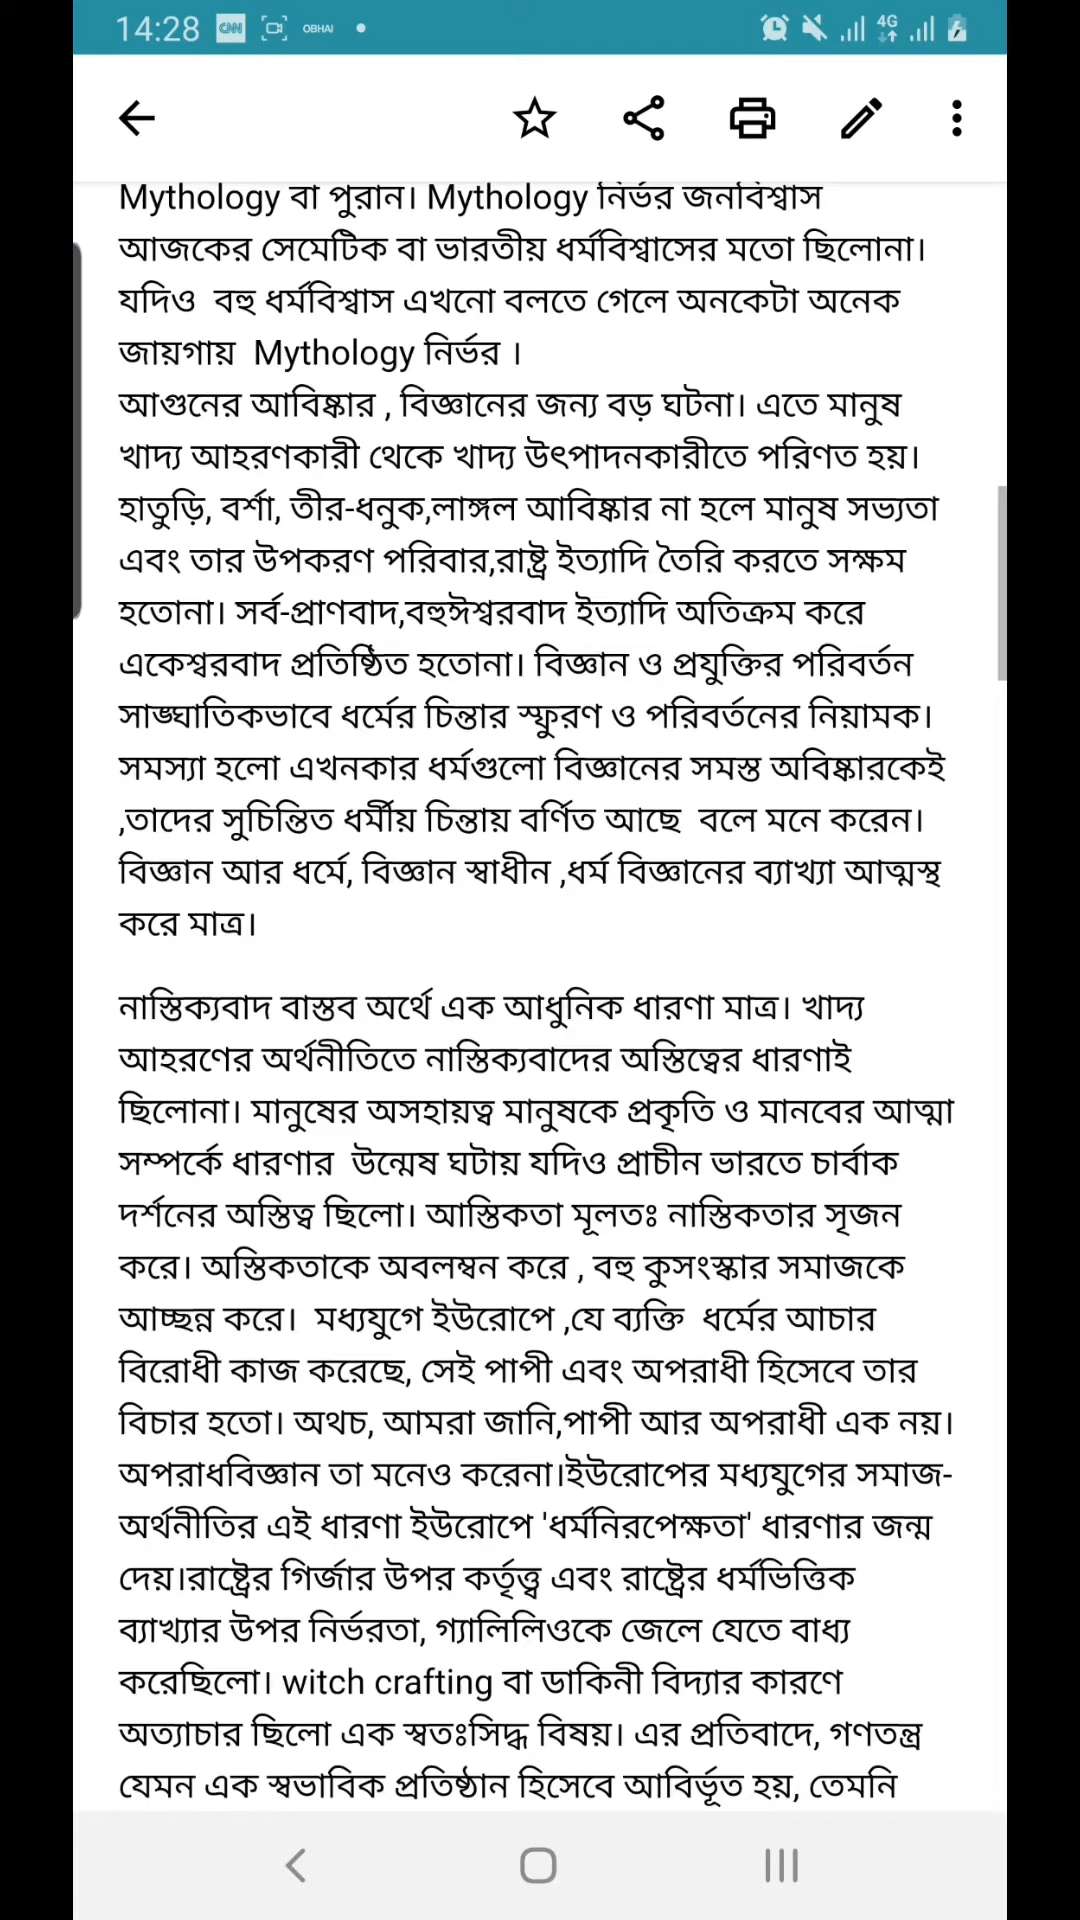 14:28 CNN OBHAI 4G
Mythology বা পুরান। Mythology নির্ভর জনবিশ্বাস
আজকের সেমেটিক বা ভারতীয় ধর্মবিশ্বাসের মতো ছিলোনা।
যদিও বহু ধর্মবিশ্বাস এখনো বলতে গেলে অনকেটা অনেক
জায়গায় Mythology নির্ভর ।
আগুনের আবিষ্কার , বিজ্ঞানের জন্য বড় ঘটনা। এতে মানুষ
খাদ্য আহরণকারী থেকে খাদ্য উৎপাদনকারীতে পরিণত হয়।
হাতুড়ি, বর্শা, তীর-ধনুক,লাঙ্গল আবিষ্কার না হলে মানুষ সভ্যতা
এবং তার উপকরণ পরিবার,রাষ্ট্র ইত্যাদি তৈরি করতে সক্ষম
হতোনা। সর্ব-প্রাণবাদ,বহুঈশ্বরবাদ ইত্যাদি অতিক্রম করে
একেশ্বরবাদ প্রতিষ্ঠিত হতোনা। বিজ্ঞান ও প্রযুক্তির পরিবর্তন
সাঙ্ঘাতিকভাবে ধর্মের চিন্তার স্ফুরণ ও পরিবর্তনের নিয়ামক।
সমস্যা হলো এখনকার ধর্মগুলো বিজ্ঞানের সমস্ত অবিষ্কারকেই
,তাদের সুচিন্তিত ধর্মীয় চিন্তায় বর্ণিত আছে বলে মনে করেন।
বিজ্ঞান আর ধর্মে, বিজ্ঞান স্বাধীন ,ধর্ম বিজ্ঞানের ব্যাখ্যা আত্মস্থ
করে মাত্র।
নাস্তিক্যবাদ বাস্তব অর্থে এক আধুনিক ধারণা মাত্র। খাদ্য
আহরণের অর্থনীতিতে নাস্তিক্যবাদের অস্তিত্বের ধারণাই
ছিলোনা। মানুষের অসহায়ত্ব মানুষকে প্রকৃতি ও মানবের আত্মা
সম্পর্কে ধারণার উন্মেষ ঘটায় যদিও প্রাচীন ভারতে চার্বাক
দর্শনের অস্তিত্ব ছিলো। আস্তিকতা মূলতঃ নাস্তিকতার সৃজন
করে। অস্তিকতাকে অবলম্বন করে , বহু কুসংস্কার সমাজকে
আচ্ছন্ন করে। মধ্যযুগে ইউরোপে ,যে ব্যক্তি ধর্মের আচার
বিরোধী কাজ করেছে, সেই পাপী এবং অপরাধী হিসেবে তার
বিচার হতো। অথচ, আমরা জানি,পাপী আর অপরাধী এক নয়।
অপরাধবিজ্ঞান তা মনেও করেনা।ইউরোপের মধ্যযুগের সমাজ-
অর্থনীতির এই ধারণা ইউরোপে 'ধর্মনিরপেক্ষতা' ধারণার জন্ম
দেয়।রাষ্ট্রের গির্জার উপর কর্তৃত্ত্ব এবং রাষ্ট্রের ধর্মভিত্তিক
ব্যাখ্যার উপর নির্ভরতা, গ্যালিলিওকে জেলে যেতে বাধ্য
করেছিলো। witch crafting বা ডাকিনী বিদ্যার কারণে
অত্যাচার ছিলো এক স্বতঃসিদ্ধ বিষয়। এর প্রতিবাদে, গণতন্ত্র
যেমন এক স্বভাবিক প্রতিষ্ঠান হিসেবে আবির্ভূত হয়, তেমনি